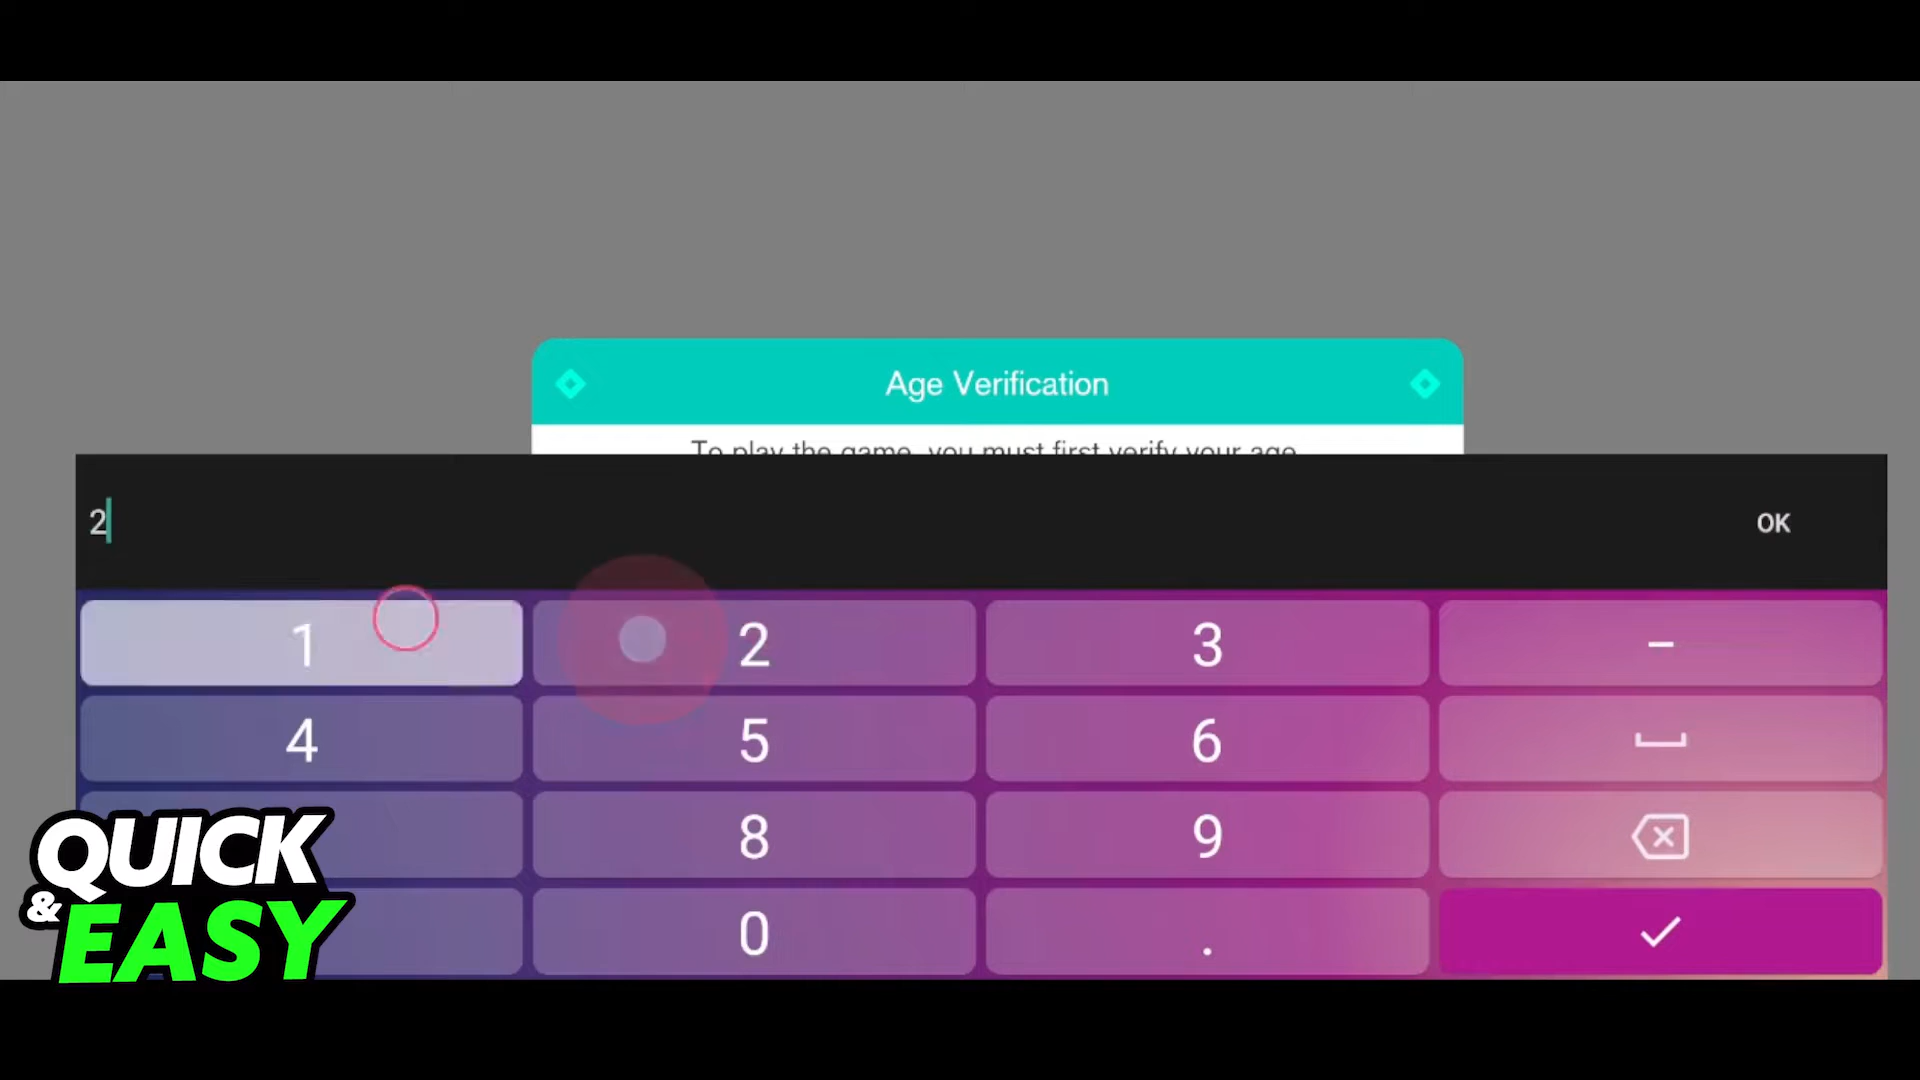 Age Verification
To play the game, you must first verify your age
2
OK
1 2 3 -
4 5 6
8 9
0 .
QUICK
& EASY